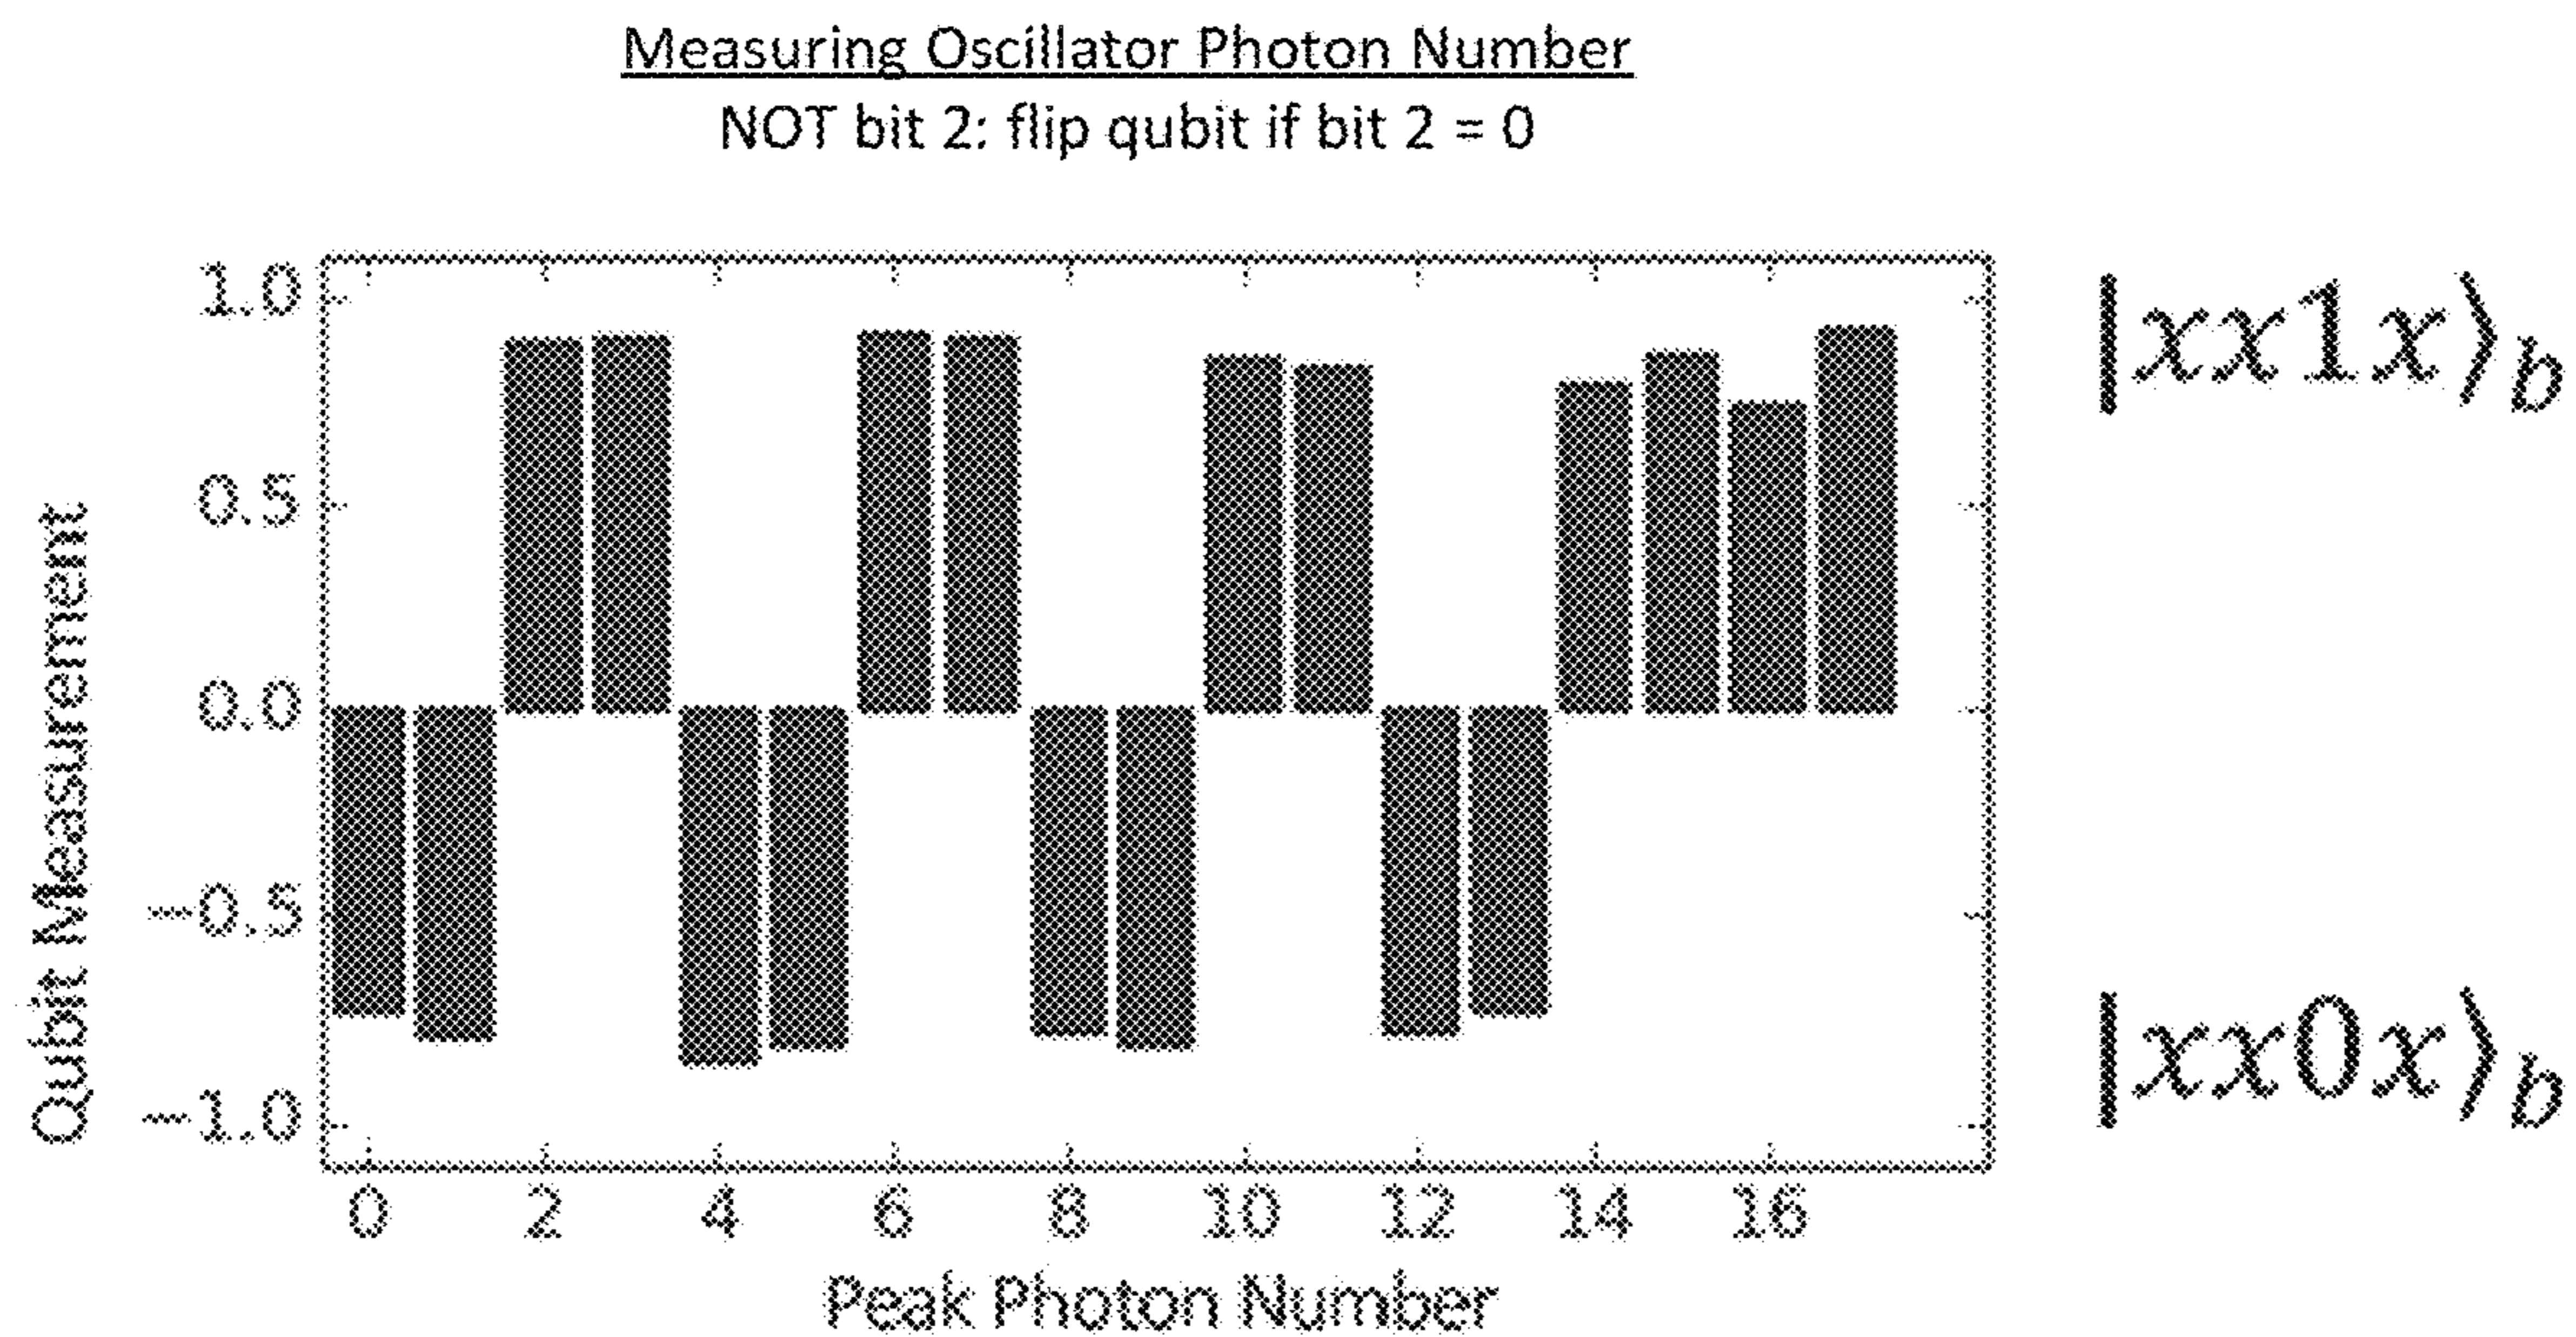 Measuring Oscillator Photon Number
NOT bit 2: flip qubit if bit 2 = 0
1.0
0.5
0.0
−0.5
−1.0
Qubit Measurement
0 2 4 6 8 10 12 14 16
Peak Photon Number
|xx1x⟩b
|xx0x⟩b